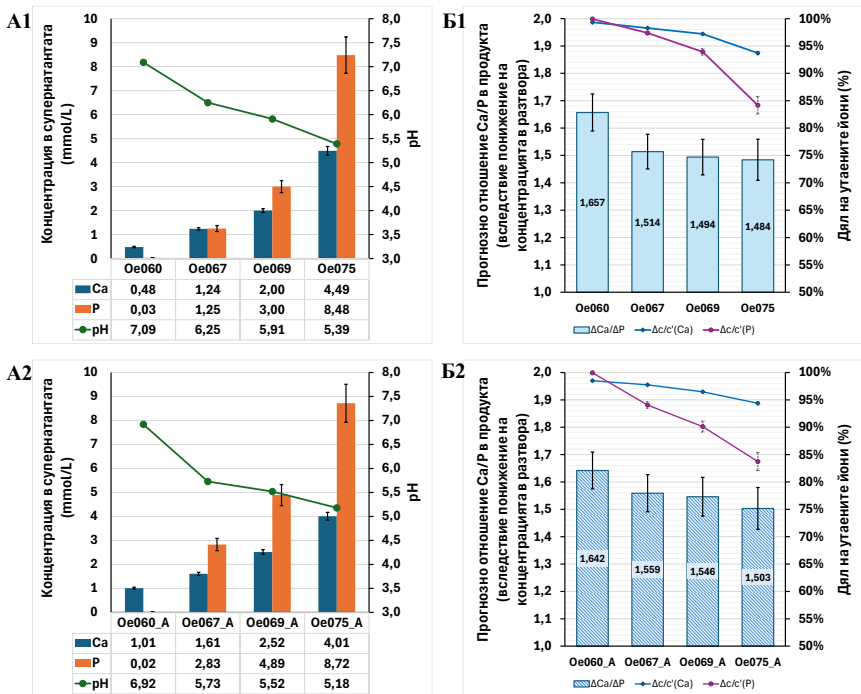 А1
Концентрация в супернатантата
(mmol/L)
10
9
8
7
6
5
4
3
2
1
0
8,0
7,5
7,0
6,5
6,0
5,5
5,0
4,5
4,0
3,5
3,0
pH
Oe060 Oe067 Oe069 Oe075
Ca 0,48 1,24 2,00 4,49
P 0,03 1,25 3,00 8,48
pH 7,09 6,25 5,91 5,39
Б1
Прогнозно отношение Ca/P в продукта
(вследствие понижение на
концентрацията в разтвора)
2,0
1,9
1,8
1,7
1,6
1,5
1,4
1,3
1,2
1,1
1,0
1,657 1,514 1,494 1,484
100%
95%
90%
85%
80%
75%
70%
65%
60%
55%
50%
Дял на утаените йони (%)
Oe060 Oe067 Oe069 Oe075
ΔCa/ΔP Δc/c'(Ca) Δc/c'(P)
А2
Концентрация в супернатантата
(mmol/L)
10
9
8
7
6
5
4
3
2
1
0
8,0
7,5
7,0
6,5
6,0
5,5
5,0
4,5
4,0
3,5
3,0
pH
Oe060_A Oe067_A Oe069_A Oe075_A
Ca 1,01 1,61 2,52 4,01
P 0,02 2,83 4,89 8,72
pH 6,92 5,73 5,52 5,18
Б2
Прогнозно отношение Ca/P в продукта
(вследствие понижение на
концентрацията в разтвора)
2,0
1,9
1,8
1,7
1,6
1,5
1,4
1,3
1,2
1,1
1,0
1,642 1,559 1,546 1,503
100%
95%
90%
85%
80%
75%
70%
65%
60%
55%
50%
Дял на утаените йони (%)
Oe060_A Oe067_A Oe069_A Oe075_A
ΔCa/ΔP Δc/c'(Ca) Δc/c'(P)